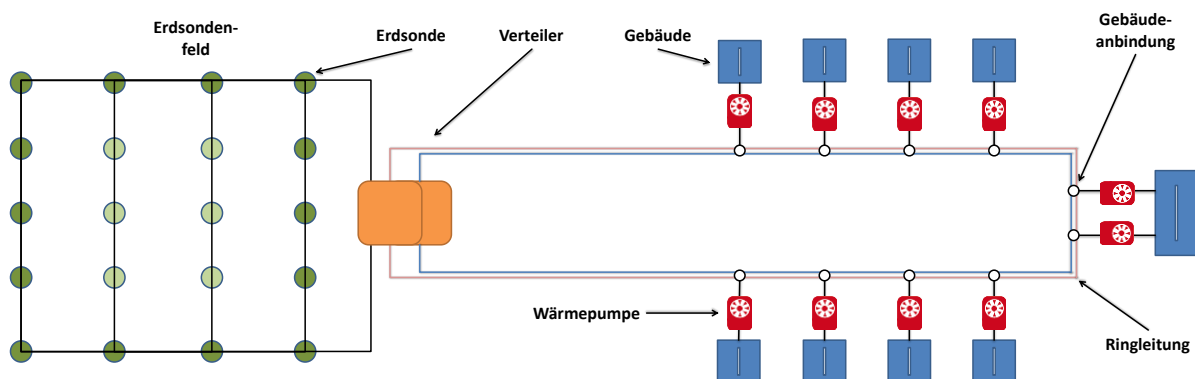 Erdsonden-
feld
Erdsonde
Verteiler
Gebäude
Gebäude-
anbindung
Wärmepumpe
Ringleitung